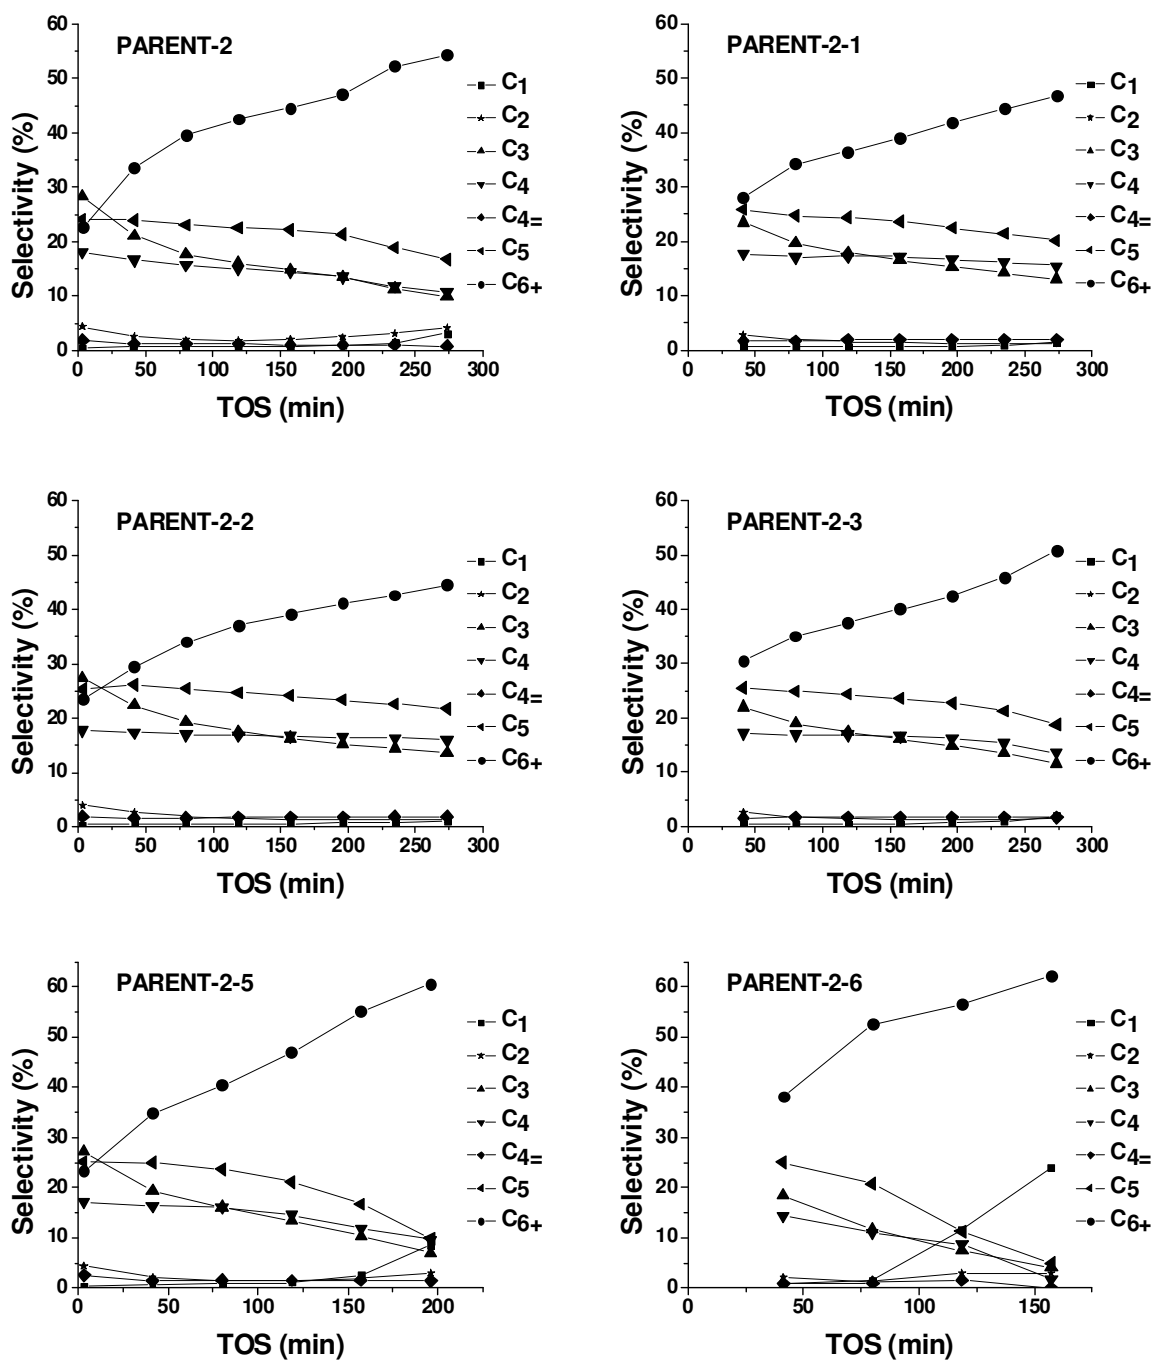 PARENT-2
Selectivity (%)
60
50
40
30
20
10
0
0 50 100 150 200 250 300
TOS (min)
C1
C2
C3
C4
C4=
C5
C6+
PARENT-2-1
Selectivity (%)
60
50
40
30
20
10
0
0 50 100 150 200 250 300
TOS (min)
C1
C2
C3
C4
C4=
C5
C6+
PARENT-2-2
Selectivity (%)
60
50
40
30
20
10
0
0 50 100 150 200 250 300
TOS (min)
C1
C2
C3
C4
C4=
C5
C6+
PARENT-2-3
Selectivity (%)
60
50
40
30
20
10
0
0 50 100 150 200 250 300
TOS (min)
C1
C2
C3
C4
C4=
C5
C6+
PARENT-2-5
Selectivity (%)
60
50
40
30
20
10
0
0 50 100 150 200
TOS (min)
C1
C2
C3
C4
C4=
C5
C6+
PARENT-2-6
Selectivity (%)
60
50
40
30
20
10
0
0 50 100 150
TOS (min)
C1
C2
C3
C4
C4=
C5
C6+